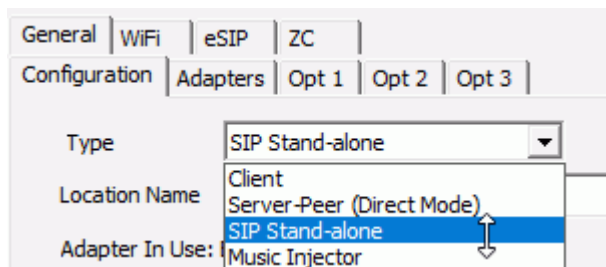 General WiFi eSIP ZC
Configuration Adapters Opt 1 Opt 2 Opt 3
Type SIP Stand-alone
Client
Location Name Server-Peer (Direct Mode)
SIP Stand-alone
Adapter In Use: Music Injector